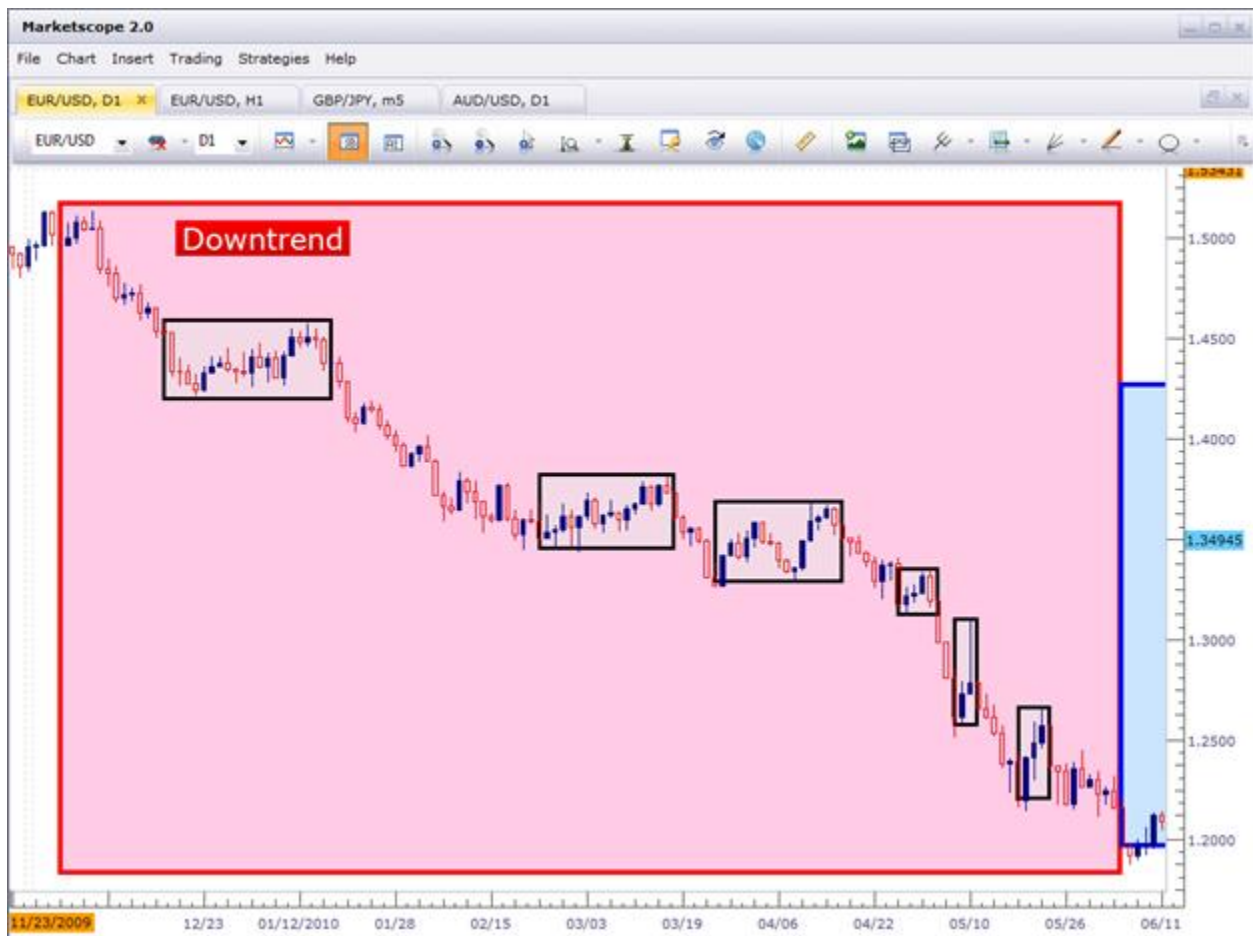 Marketscope 2.0
File Chart Insert Trading Strategies Help
EUR/USD, D1 × EUR/USD, H1 GBP/JPY, m5 AUD/USD, D1
EUR/USD D1
1.53431
Downtrend
1.5000
1.4500
1.4000
1.34945
1.3000
1.2500
1.2000
11/23/2009 12/23 01/12/2010 01/28 02/15 03/03 03/19 04/06 04/22 05/10 05/26 06/11